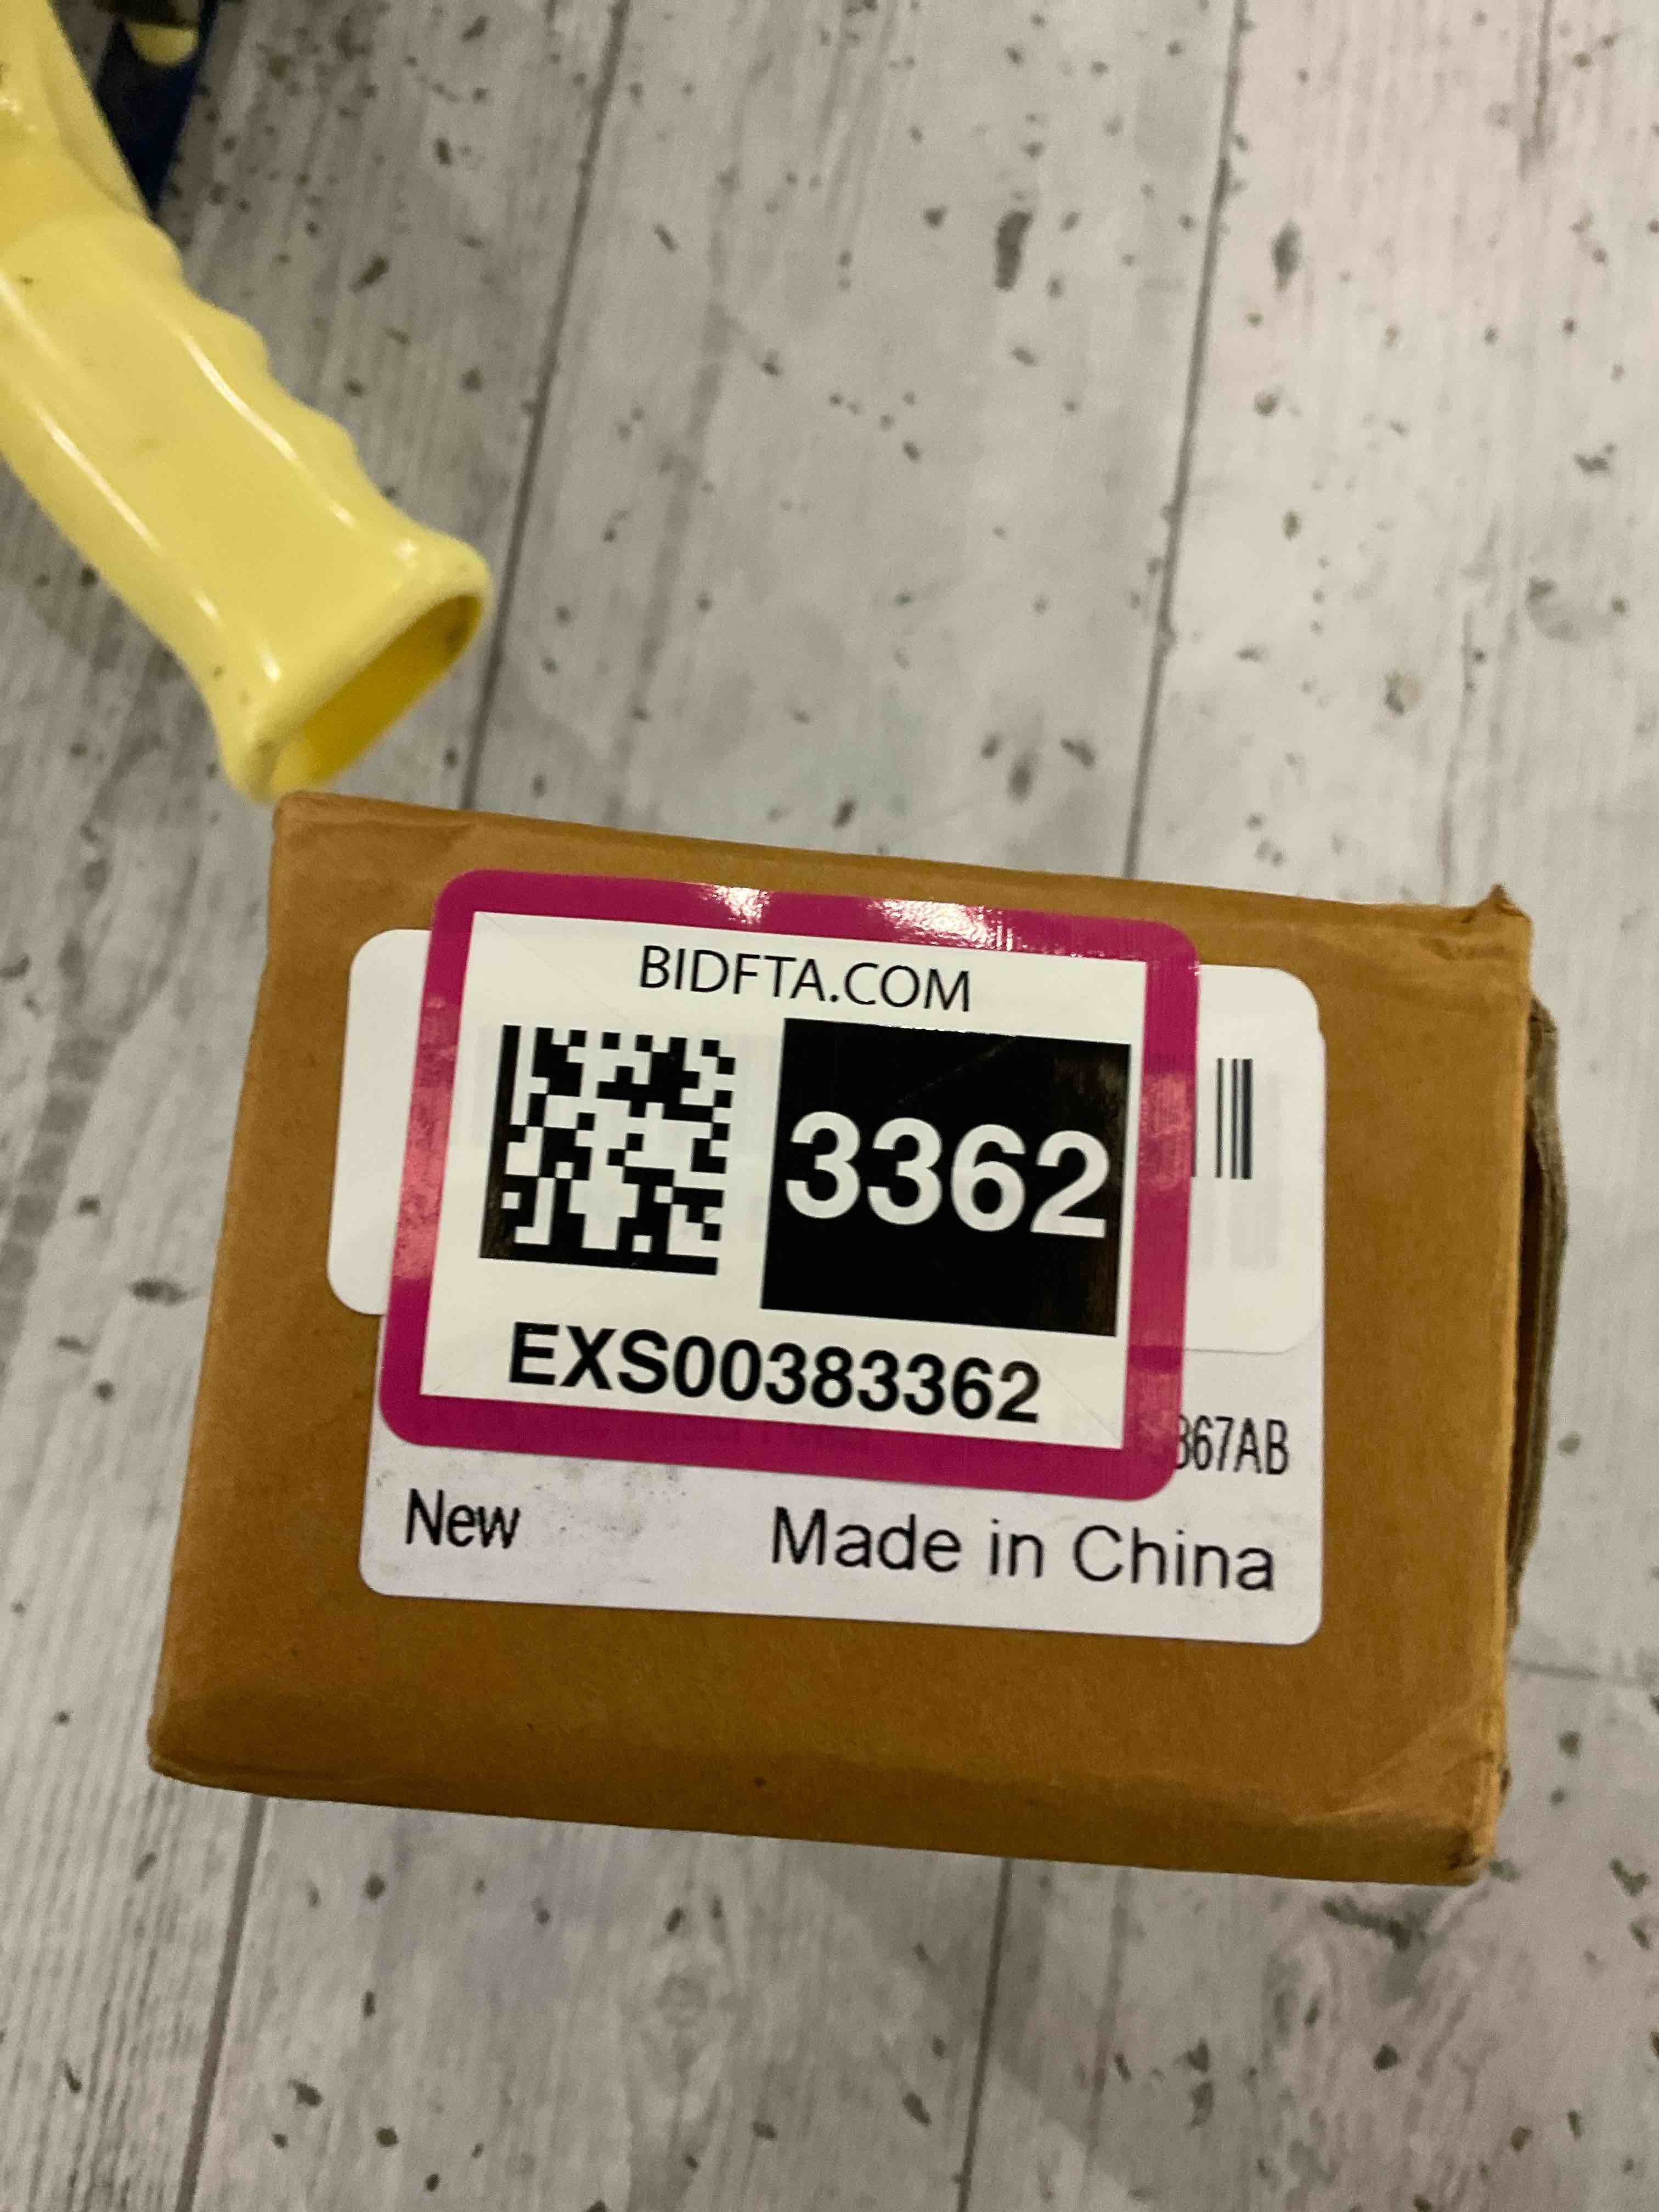 BIDFTA.COM
3362
EXS00383362
367AB
New
Made in China